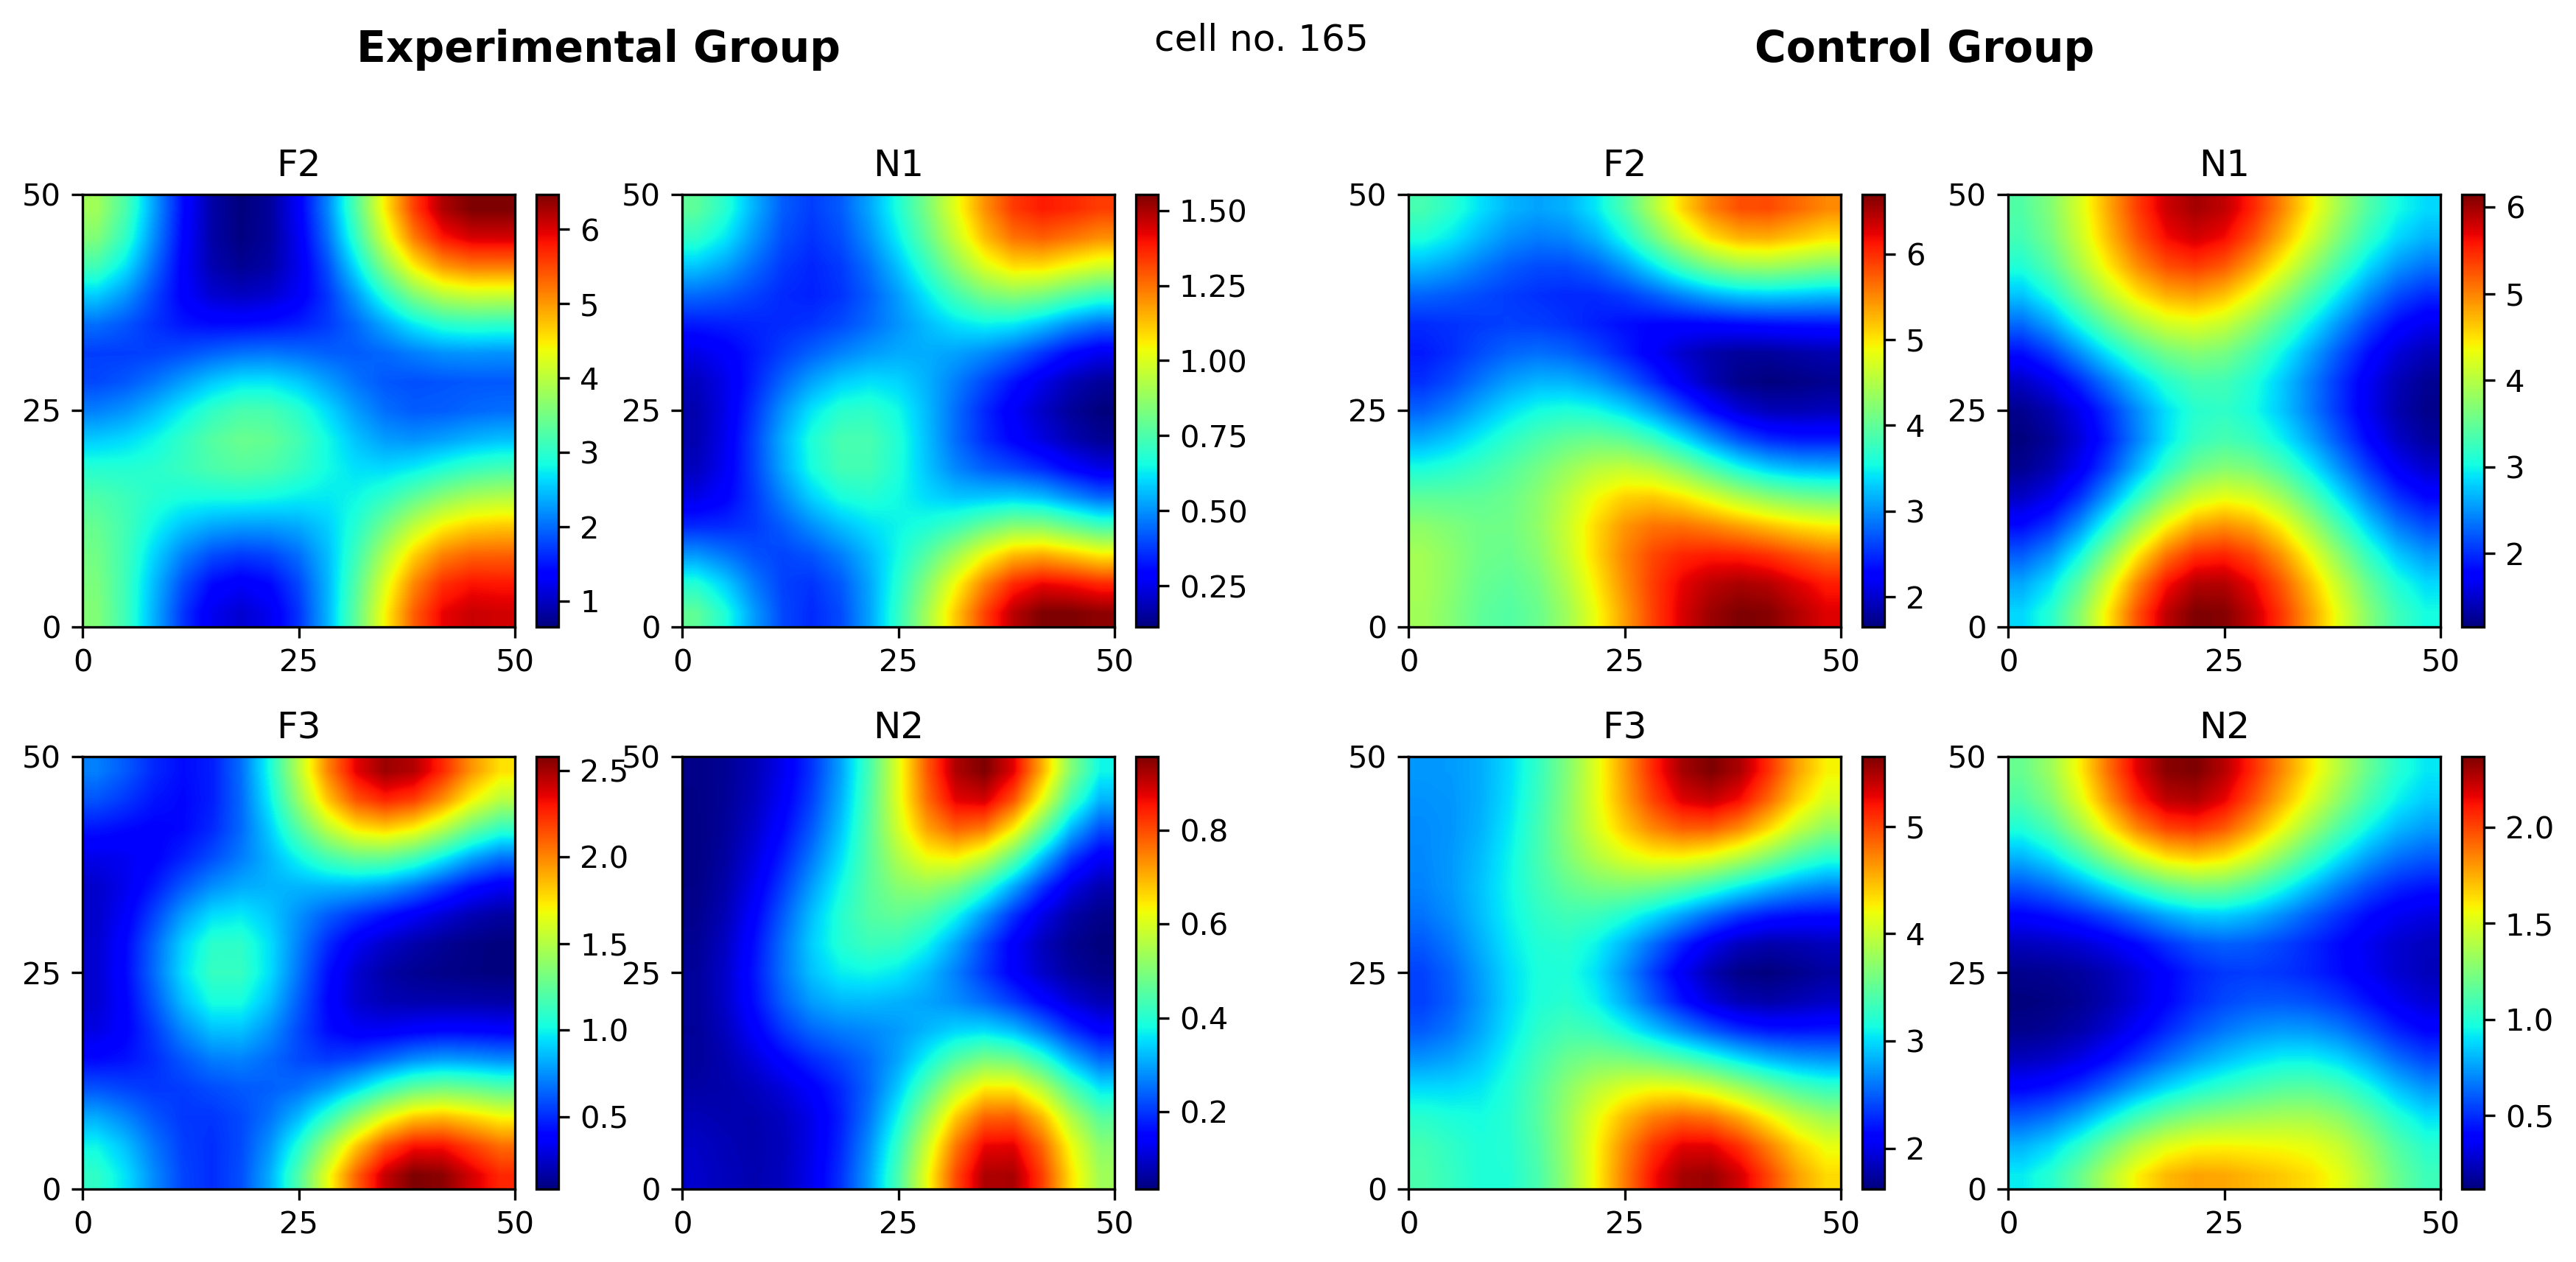 Experimental Group cell no. 165 Control Group
F2 N1 F2 N1
50 50 50 50
25 25 25 25
0 0 0 0
0 25 50 0 25 50 0 25 50 0 25 50
6 5 4 3 2 1
1.50 1.25 1.00 0.75 0.50 0.25
6 5 4 3 2
6 5 4 3 2
F3 N2 F3 N2
50 50 50 50
25 25 25 25
0 0 0 0
0 25 50 0 25 50 0 25 50 0 25 50
2.5 2.0 1.5 1.0 0.5
0.8 0.6 0.4 0.2
5 4 3 2
2.0 1.5 1.0 0.5